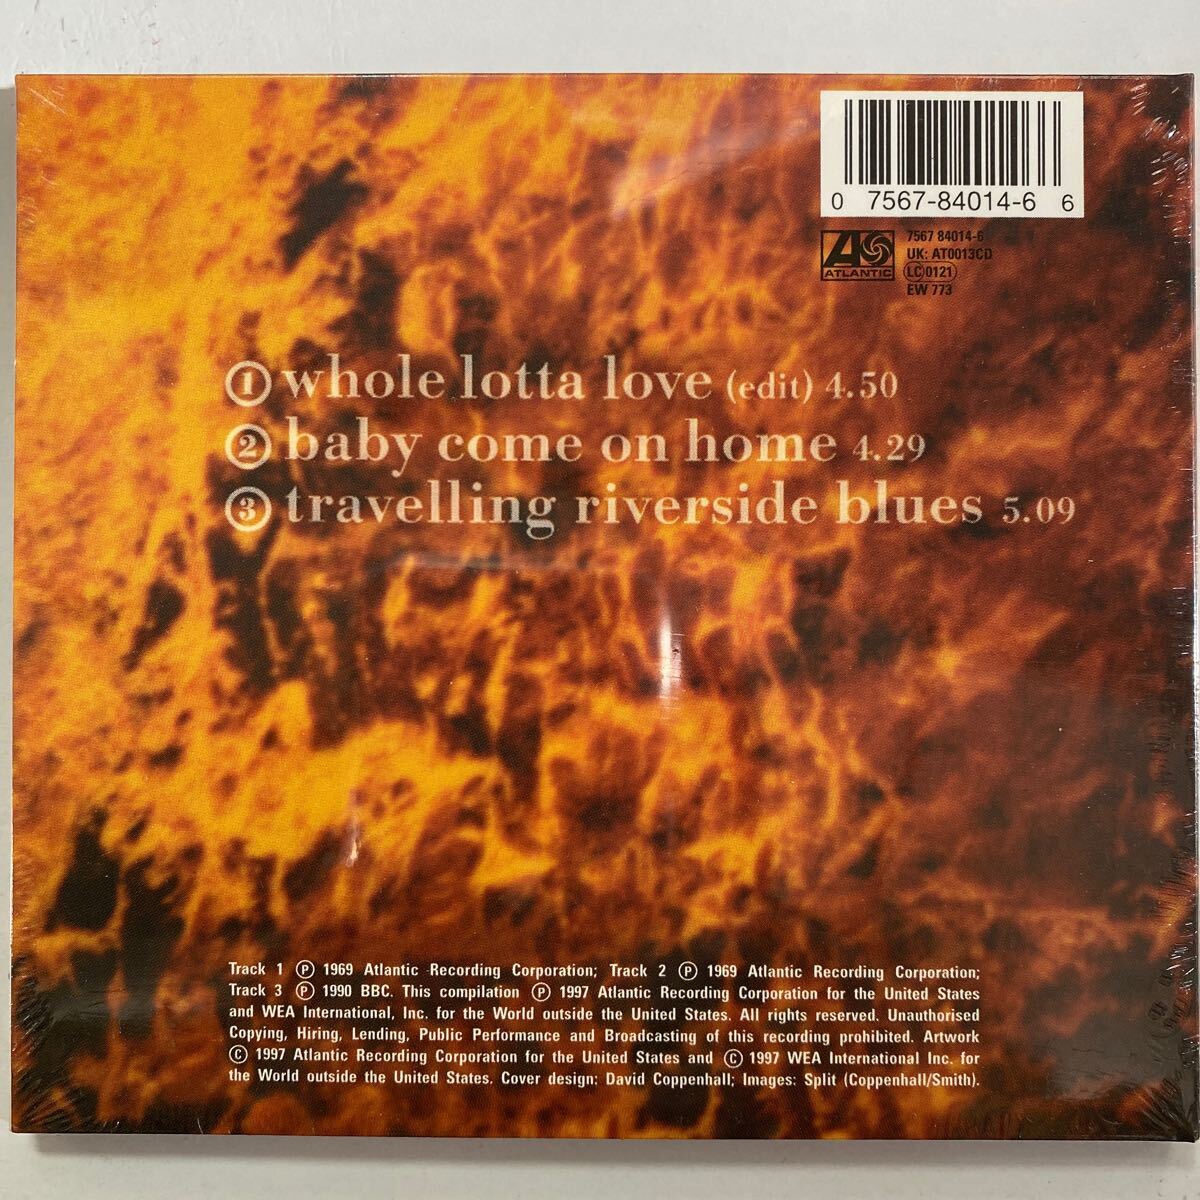 0 7567-84014-6 6
7567 84014-6
UK: AT0013CD
LC 0121
EW 773
ATLANTIC
1 whole lotta love (edit) 4.50
2 baby come on home 4.29
3 travelling riverside blues 5.09
Track 1 Ⓟ 1969 Atlantic Recording Corporation; Track 2 Ⓟ 1969 Atlantic Recording Corporation;
Track 3 Ⓟ 1990 BBC. This compilation Ⓟ 1997 Atlantic Recording Corporation for the United States
and WEA International, Inc. for the World outside the United States. All rights reserved. Unauthorised
Copying, Hiring, Lending, Public Performance and Broadcasting of this recording prohibited. Artwork
© 1997 Atlantic Recording Corporation for the United States and © 1997 WEA International Inc. for
the World outside the United States. Cover design: David Coppenhall; Images: Split (Coppenhall/Smith).